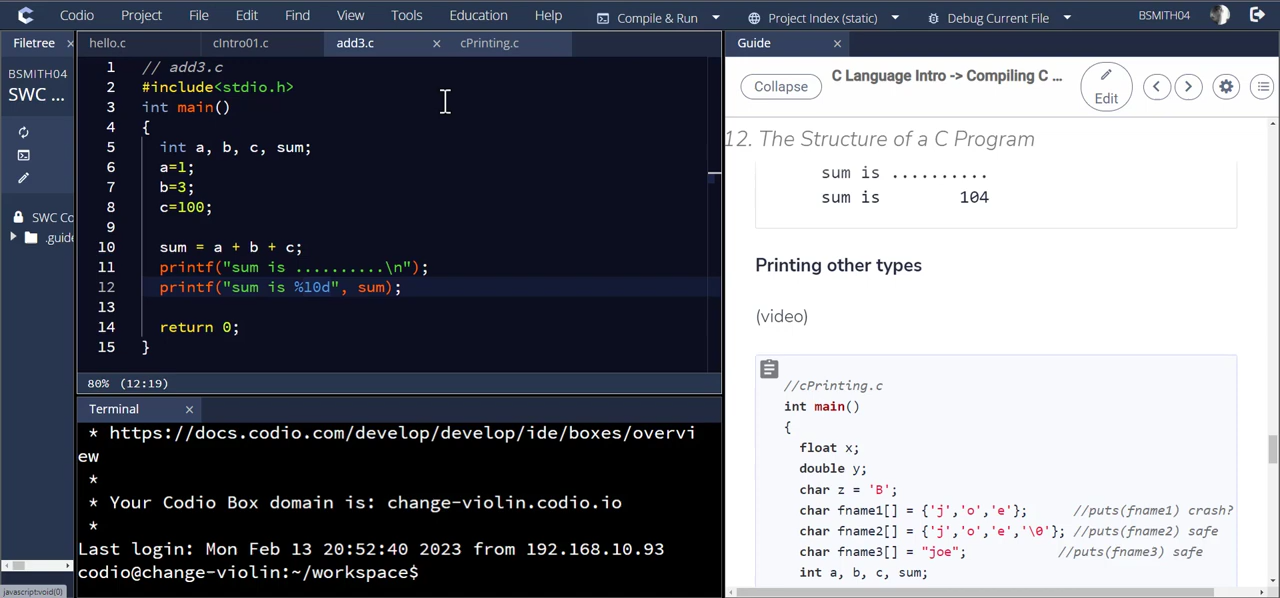 Codio Project File Edit Find View Tools Education Help Compile & Run Project Index (static) Debug Current File BSMITH04
Filetree × hello.c cIntro01.c add3.c × cPrinting.c
BSMITH04
SWC ...
SWC Co
.guide
1 // add3.c
2 #include<stdio.h>
3 int main()
4 {
5 int a, b, c, sum;
6 a=1;
7 b=3;
8 c=100;
9
10 sum = a + b + c;
11 printf("sum is ..........\n");
12 printf("sum is %10d", sum);
13
14 return 0;
15 }
80% (12:19)
Terminal ×
* https://docs.codio.com/develop/develop/ide/boxes/overvi
ew
*
* Your Codio Box domain is: change-violin.codio.io
*
Last login: Mon Feb 13 20:52:40 2023 from 192.168.10.93
codio@change-violin:~/workspace$
javascript:void(0)
Guide ×
Collapse C Language Intro -> Compiling C ... Edit
12. The Structure of a C Program
sum is ..........
sum is 104
Printing other types
(video)
//cPrinting.c
int main()
{
float x;
double y;
char z = 'B';
char fname1[] = {'j','o','e'}; //puts(fname1) crash?
char fname2[] = {'j','o','e','\0'}; //puts(fname2) safe
char fname3[] = "joe"; //puts(fname3) safe
int a, b, c, sum;